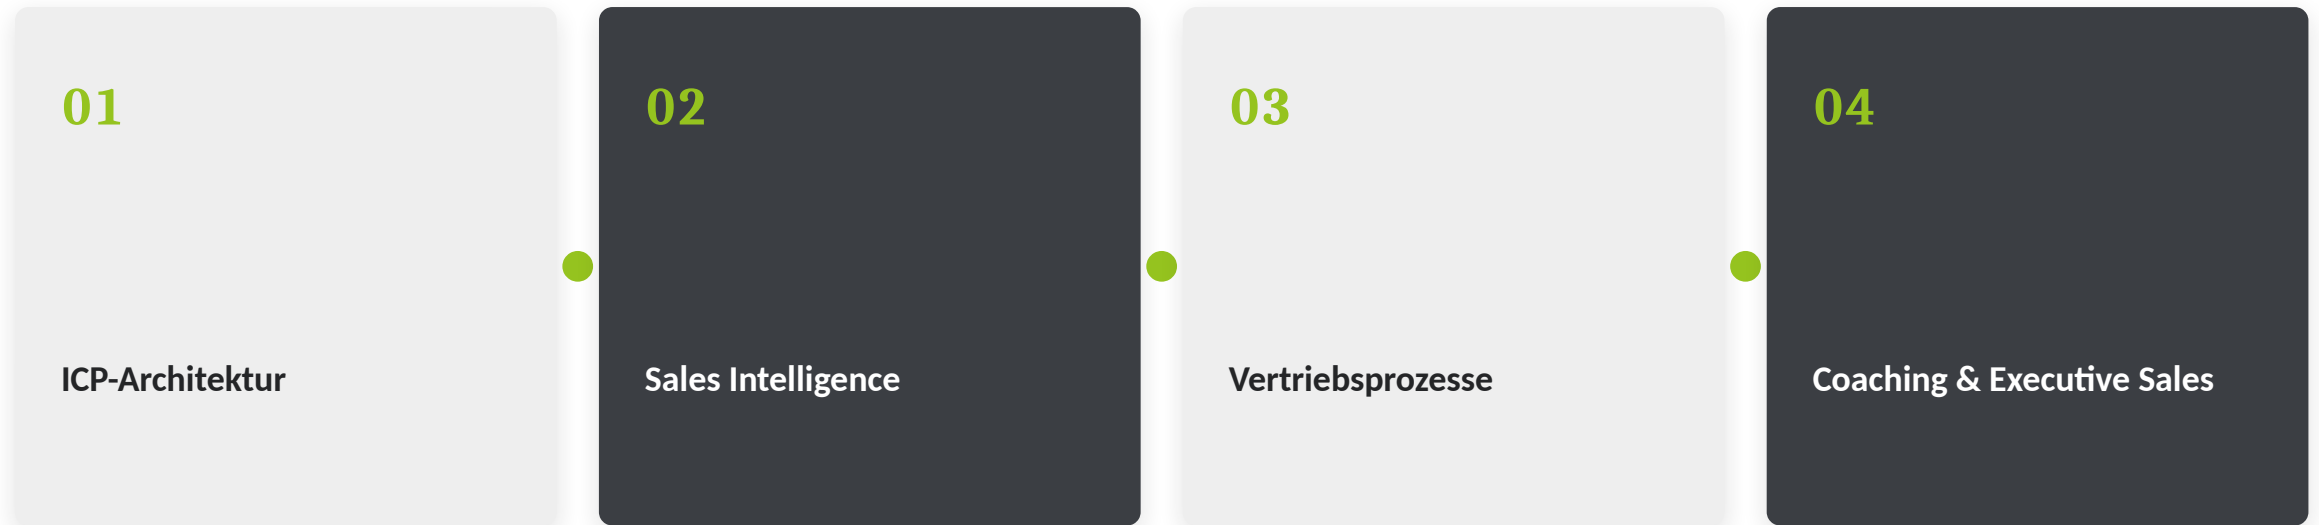 01
ICP-Architektur
02
Sales Intelligence
03
Vertriebsprozesse
04
Coaching & Executive Sales